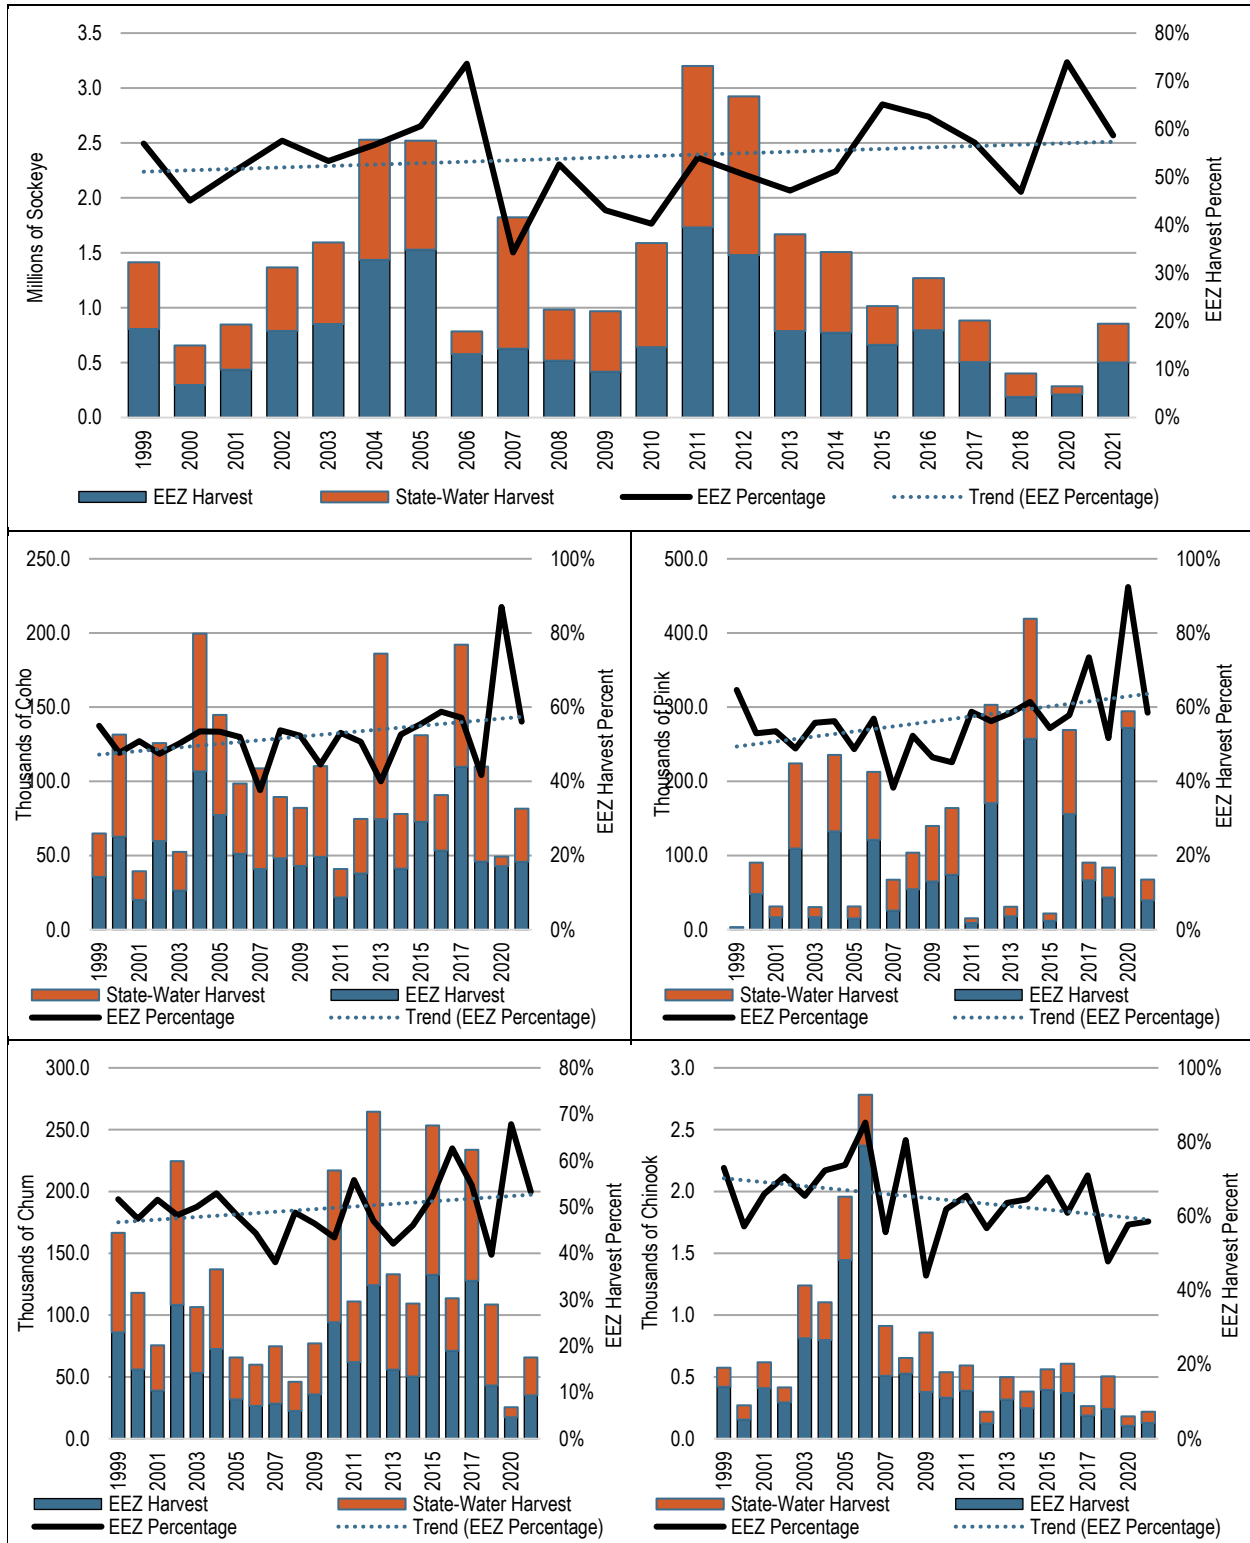 3.5
3.0
2.5
2.0
1.5
1.0
0.5
0.0
Millions of Sockeye
80%
70%
60%
50%
40%
30%
20%
10%
0%
EEZ Harvest Percent
1999 2000 2001 2002 2003 2004 2005 2006 2007 2008 2009 2010 2011 2012 2013 2014 2015 2016 2017 2018 2020 2021
EEZ Harvest State-Water Harvest EEZ Percentage Trend (EEZ Percentage)
250.0
200.0
150.0
100.0
50.0
0.0
Thousands of Coho
100%
80%
60%
40%
20%
0%
EEZ Harvest Percent
1999 2001 2003 2005 2007 2009 2011 2013 2015 2017 2020
State-Water Harvest EEZ Harvest
EEZ Percentage Trend (EEZ Percentage)
500.0
400.0
300.0
200.0
100.0
0.0
Thousands of Pink
100%
80%
60%
40%
20%
0%
EEZ Harvest Percent
1999 2001 2003 2005 2007 2009 2011 2013 2015 2017 2020
State-Water Harvest EEZ Harvest
EEZ Percentage Trend (EEZ Percentage)
300.0
250.0
200.0
150.0
100.0
50.0
0.0
Thousands of Chum
80%
70%
60%
50%
40%
30%
20%
10%
0%
EEZ Harvest Percent
1999 2001 2003 2005 2007 2009 2011 2013 2015 2017 2020
EEZ Harvest State-Water Harvest
EEZ Percentage Trend (EEZ Percentage)
3.0
2.5
2.0
1.5
1.0
0.5
0.0
Thousands of Chinook
100%
80%
60%
40%
20%
0%
EEZ Harvest Percent
1999 2001 2003 2005 2007 2009 2011 2013 2015 2017 2020
State-Water Harvest EEZ Harvest
EEZ Percentage Trend (EEZ Percentage)